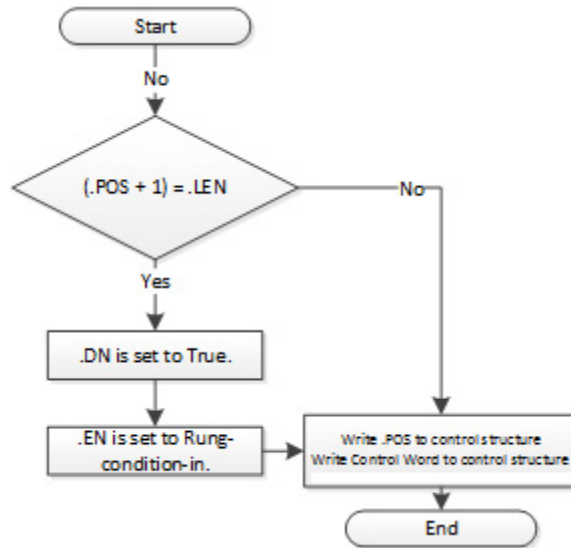 Start
No
(.POS + 1) = .LEN
No
Yes
.DN is set to True.
.EN is set to Rung-
condition-in.
Write .POS to control structure
Write Control Word to control structure
End